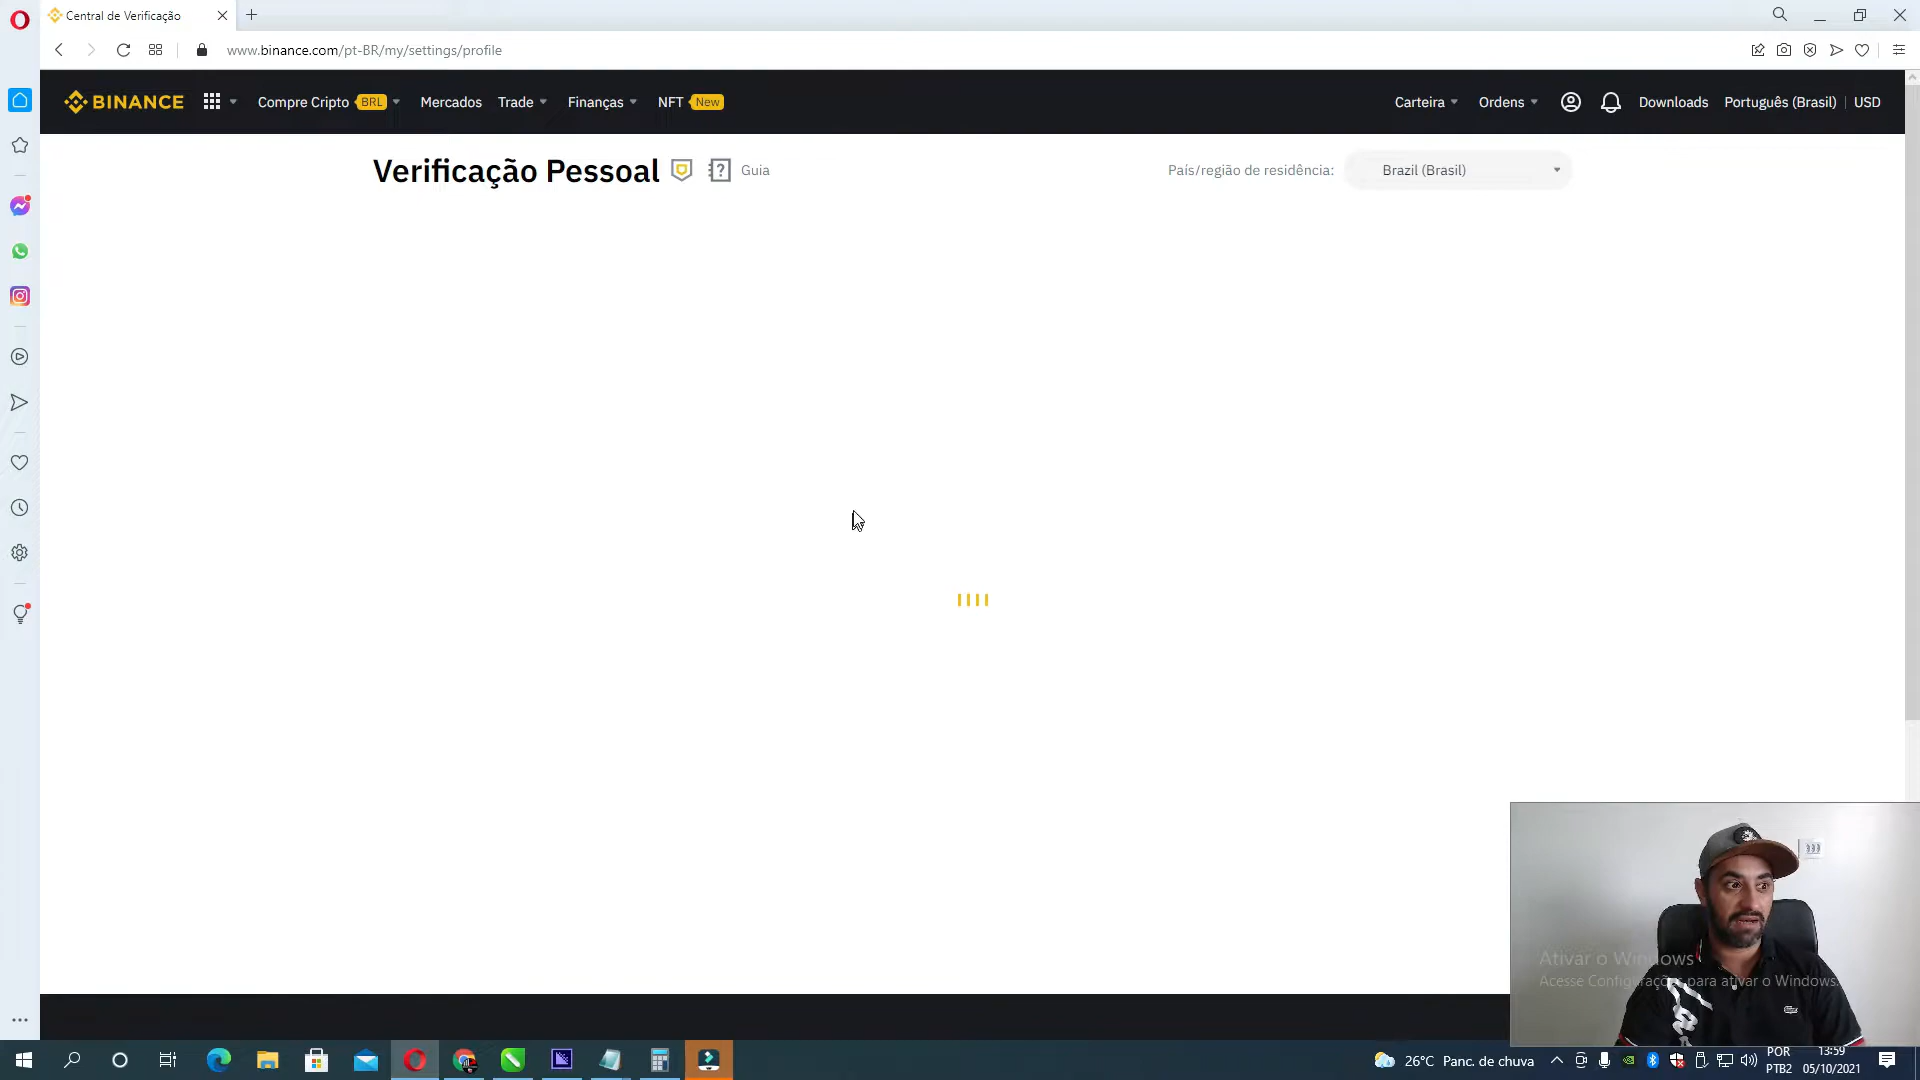 Central de Verificação
www.binance.com/pt-BR/my/settings/profile
BINANCE Compre Cripto BRL Mercados Trade Finanças NFT New Carteira Ordens Downloads Português (Brasil) USD
Verificação Pessoal Guia País/região de residência: Brazil (Brasil)
Ativar o Windows
Acesse Configurações para ativar o Windows.
26°C Panc. de chuva
POR
PTB2
13:59
05/10/2021